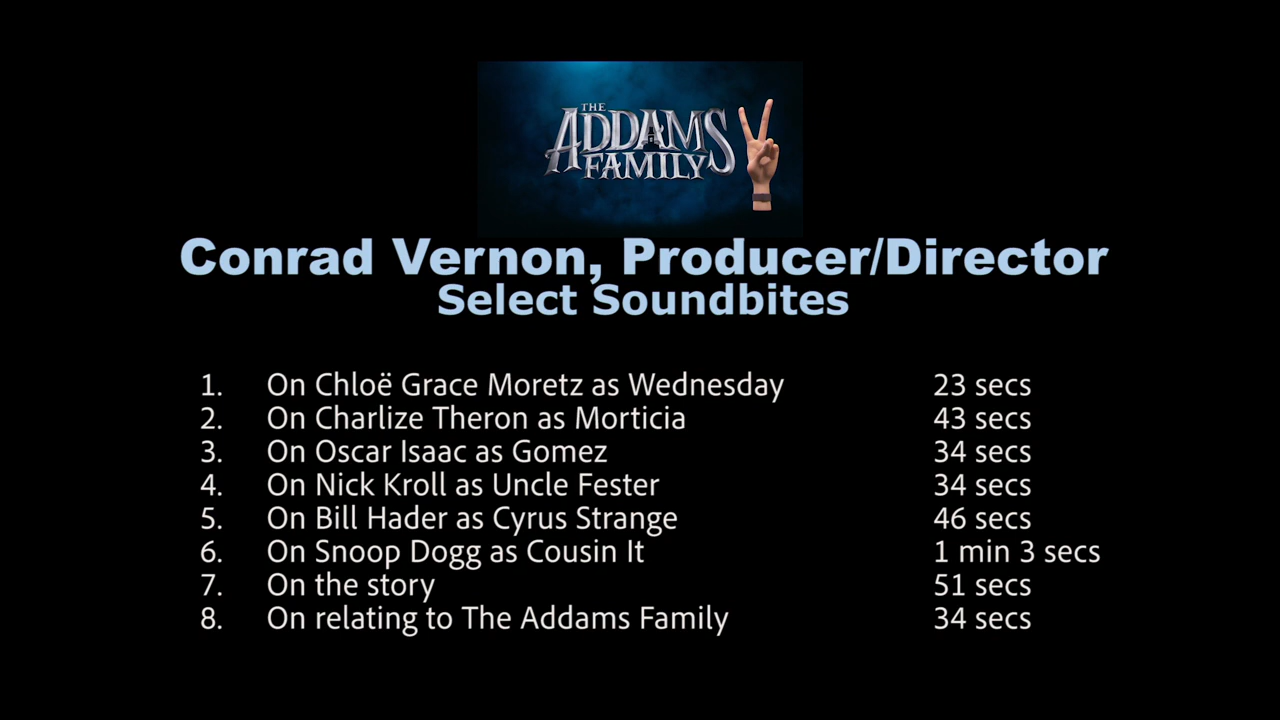 THE
ADDAMS
FAMILY
Conrad Vernon, Producer/Director
Select Soundbites
1. On Chloë Grace Moretz as Wednesday 23 secs
2. On Charlize Theron as Morticia 43 secs
3. On Oscar Isaac as Gomez 34 secs
4. On Nick Kroll as Uncle Fester 34 secs
5. On Bill Hader as Cyrus Strange 46 secs
6. On Snoop Dogg as Cousin It 1 min 3 secs
7. On the story 51 secs
8. On relating to The Addams Family 34 secs